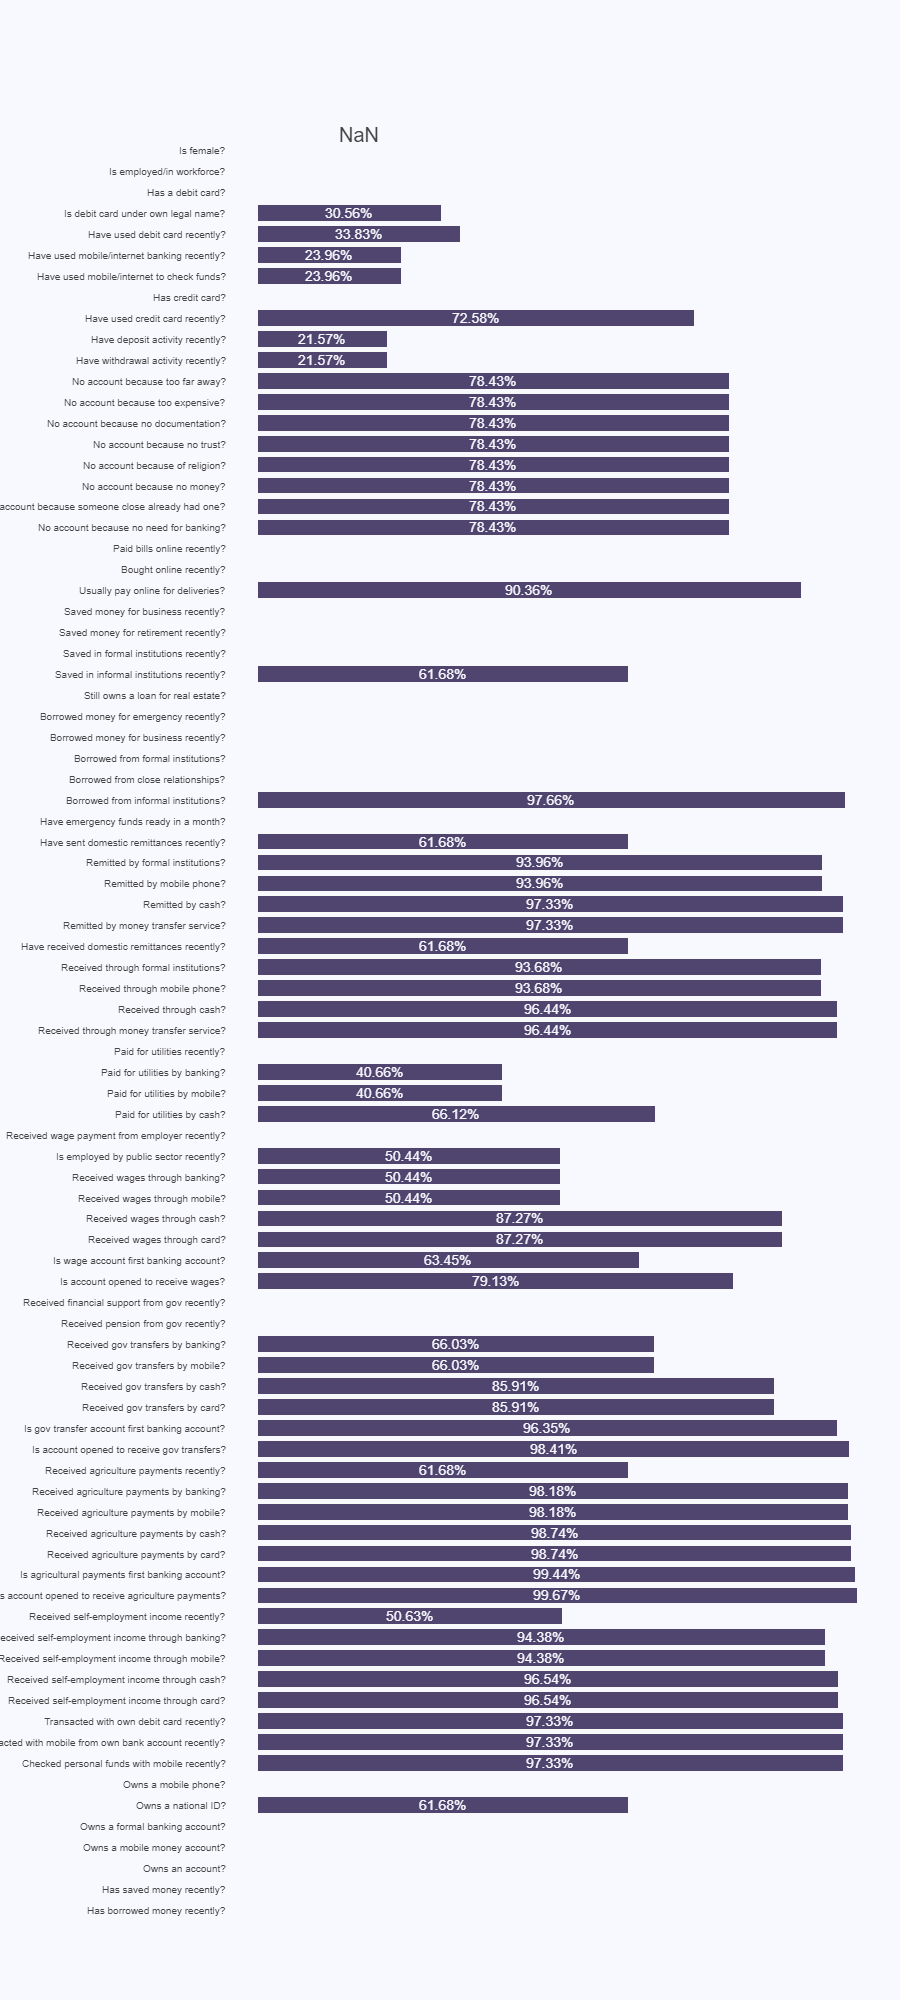 NaN
Is female?
Is employed/in workforce?
Has a debit card?
Is debit card under own legal name? 30.56%
Have used debit card recently? 33.83%
Have used mobile/internet banking recently? 23.96%
Have used mobile/internet to check funds? 23.96%
Has credit card?
Have used credit card recently? 72.58%
Have deposit activity recently? 21.57%
Have withdrawal activity recently? 21.57%
No account because too far away? 78.43%
No account because too expensive? 78.43%
No account because no documentation? 78.43%
No account because no trust? 78.43%
No account because of religion? 78.43%
No account because no money? 78.43%
account because someone close already had one? 78.43%
No account because no need for banking? 78.43%
Paid bills online recently?
Bought online recently?
Usually pay online for deliveries? 90.36%
Saved money for business recently?
Saved money for retirement recently?
Saved in formal institutions recently?
Saved in informal institutions recently? 61.68%
Still owns a loan for real estate?
Borrowed money for emergency recently?
Borrowed money for business recently?
Borrowed from formal institutions?
Borrowed from close relationships?
Borrowed from informal institutions? 97.66%
Have emergency funds ready in a month?
Have sent domestic remittances recently? 61.68%
Remitted by formal institutions? 93.96%
Remitted by mobile phone? 93.96%
Remitted by cash? 97.33%
Remitted by money transfer service? 97.33%
Have received domestic remittances recently? 61.68%
Received through formal institutions? 93.68%
Received through mobile phone? 93.68%
Received through cash? 96.44%
Received through money transfer service? 96.44%
Paid for utilities recently?
Paid for utilities by banking? 40.66%
Paid for utilities by mobile? 40.66%
Paid for utilities by cash? 66.12%
Received wage payment from employer recently?
Is employed by public sector recently? 50.44%
Received wages through banking? 50.44%
Received wages through mobile? 50.44%
Received wages through cash? 87.27%
Received wages through card? 87.27%
Is wage account first banking account? 63.45%
Is account opened to receive wages? 79.13%
Received financial support from gov recently?
Received pension from gov recently?
Received gov transfers by banking? 66.03%
Received gov transfers by mobile? 66.03%
Received gov transfers by cash? 85.91%
Received gov transfers by card? 85.91%
Is gov transfer account first banking account? 96.35%
Is account opened to receive gov transfers? 98.41%
Received agriculture payments recently? 61.68%
Received agriculture payments by banking? 98.18%
Received agriculture payments by mobile? 98.18%
Received agriculture payments by cash? 98.74%
Received agriculture payments by card? 98.74%
Is agricultural payments first banking account? 99.44%
s account opened to receive agriculture payments? 99.67%
Received self-employment income recently? 50.63%
eceived self-employment income through banking? 94.38%
Received self-employment income through mobile? 94.38%
Received self-employment income through cash? 96.54%
Received self-employment income through card? 96.54%
Transacted with own debit card recently? 97.33%
acted with mobile from own bank account recently? 97.33%
Checked personal funds with mobile recently? 97.33%
Owns a mobile phone?
Owns a national ID? 61.68%
Owns a formal banking account?
Owns a mobile money account?
Owns an account?
Has saved money recently?
Has borrowed money recently?